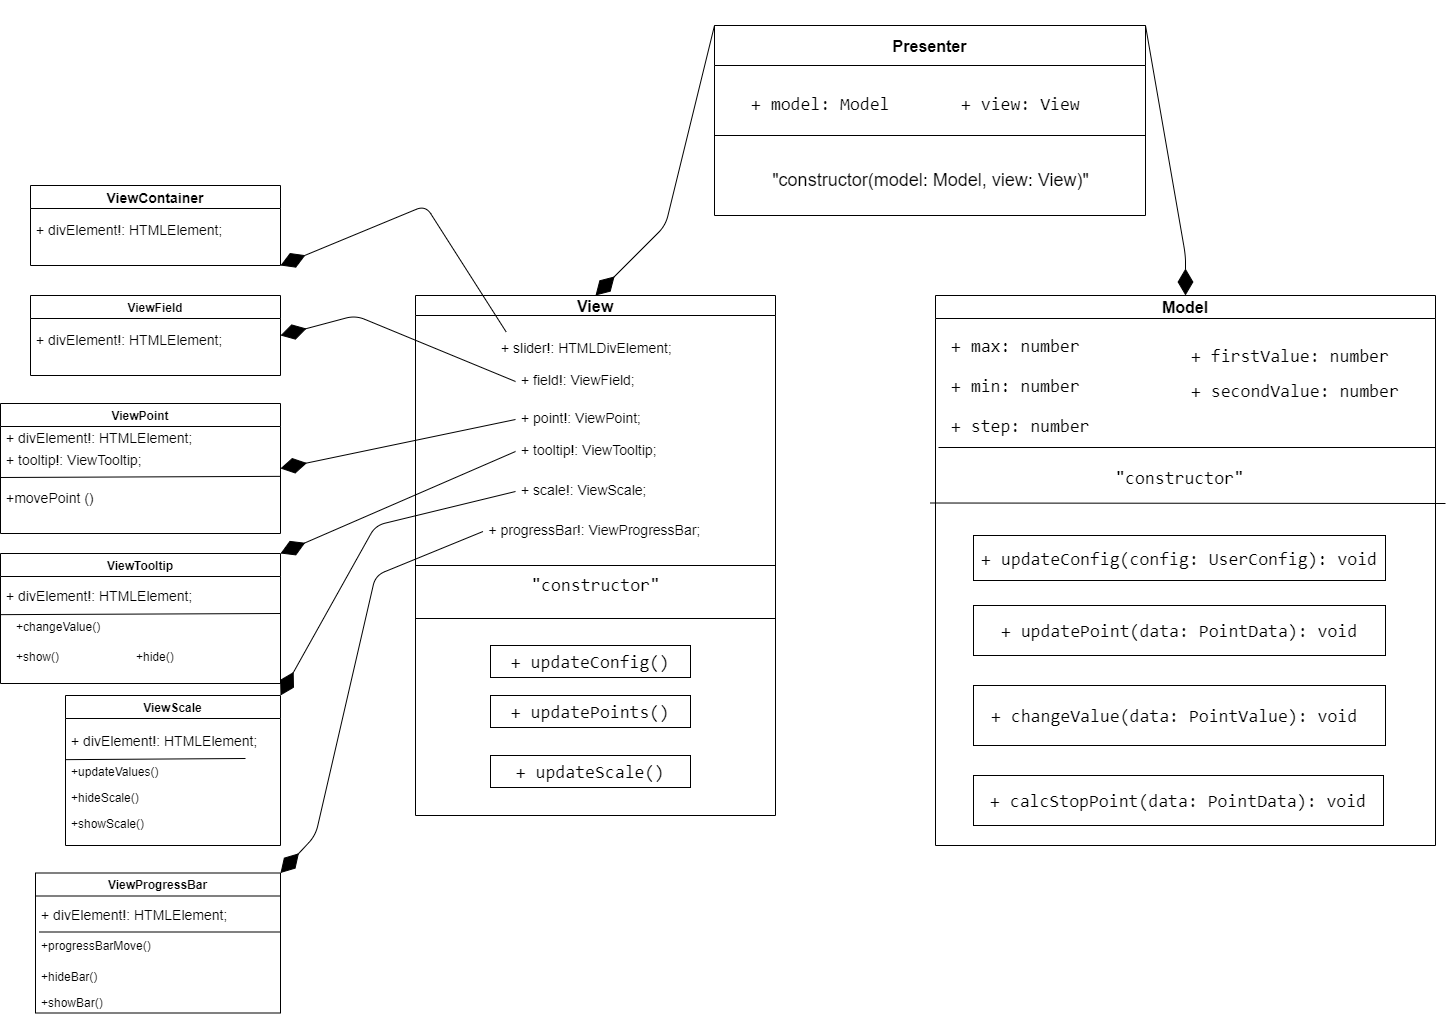 Presenter
+ model: Model
+ view: View
"constructor(model: Model, view: View)"
ViewContainer
+ divElement!: HTMLElement;
ViewField
+ divElement!: HTMLElement;
ViewPoint
+ divElement!: HTMLElement;
+ tooltip!: ViewTooltip;
+movePoint ()
ViewTooltip
+ divElement!: HTMLElement;
+changeValue()
+show()
+hide()
ViewScale
+ divElement!: HTMLElement;
+updateValues()
+hideScale()
+showScale()
ViewProgressBar
+ divElement!: HTMLElement;
+progressBarMove()
+hideBar()
+showBar()
View
+ slider!: HTMLDivElement;
+ field!: ViewField;
+ point!: ViewPoint;
+ tooltip!: ViewTooltip;
+ scale!: ViewScale;
+ progressBar!: ViewProgressBar;
"constructor"
+ updateConfig()
+ updatePoints()
+ updateScale()
Model
+ max: number
+ min: number
+ step: number
+ firstValue: number
+ secondValue: number
"constructor"
+ updateConfig(config: UserConfig): void
+ updatePoint(data: PointData): void
+ changeValue(data: PointValue): void
+ calcStopPoint(data: PointData): void